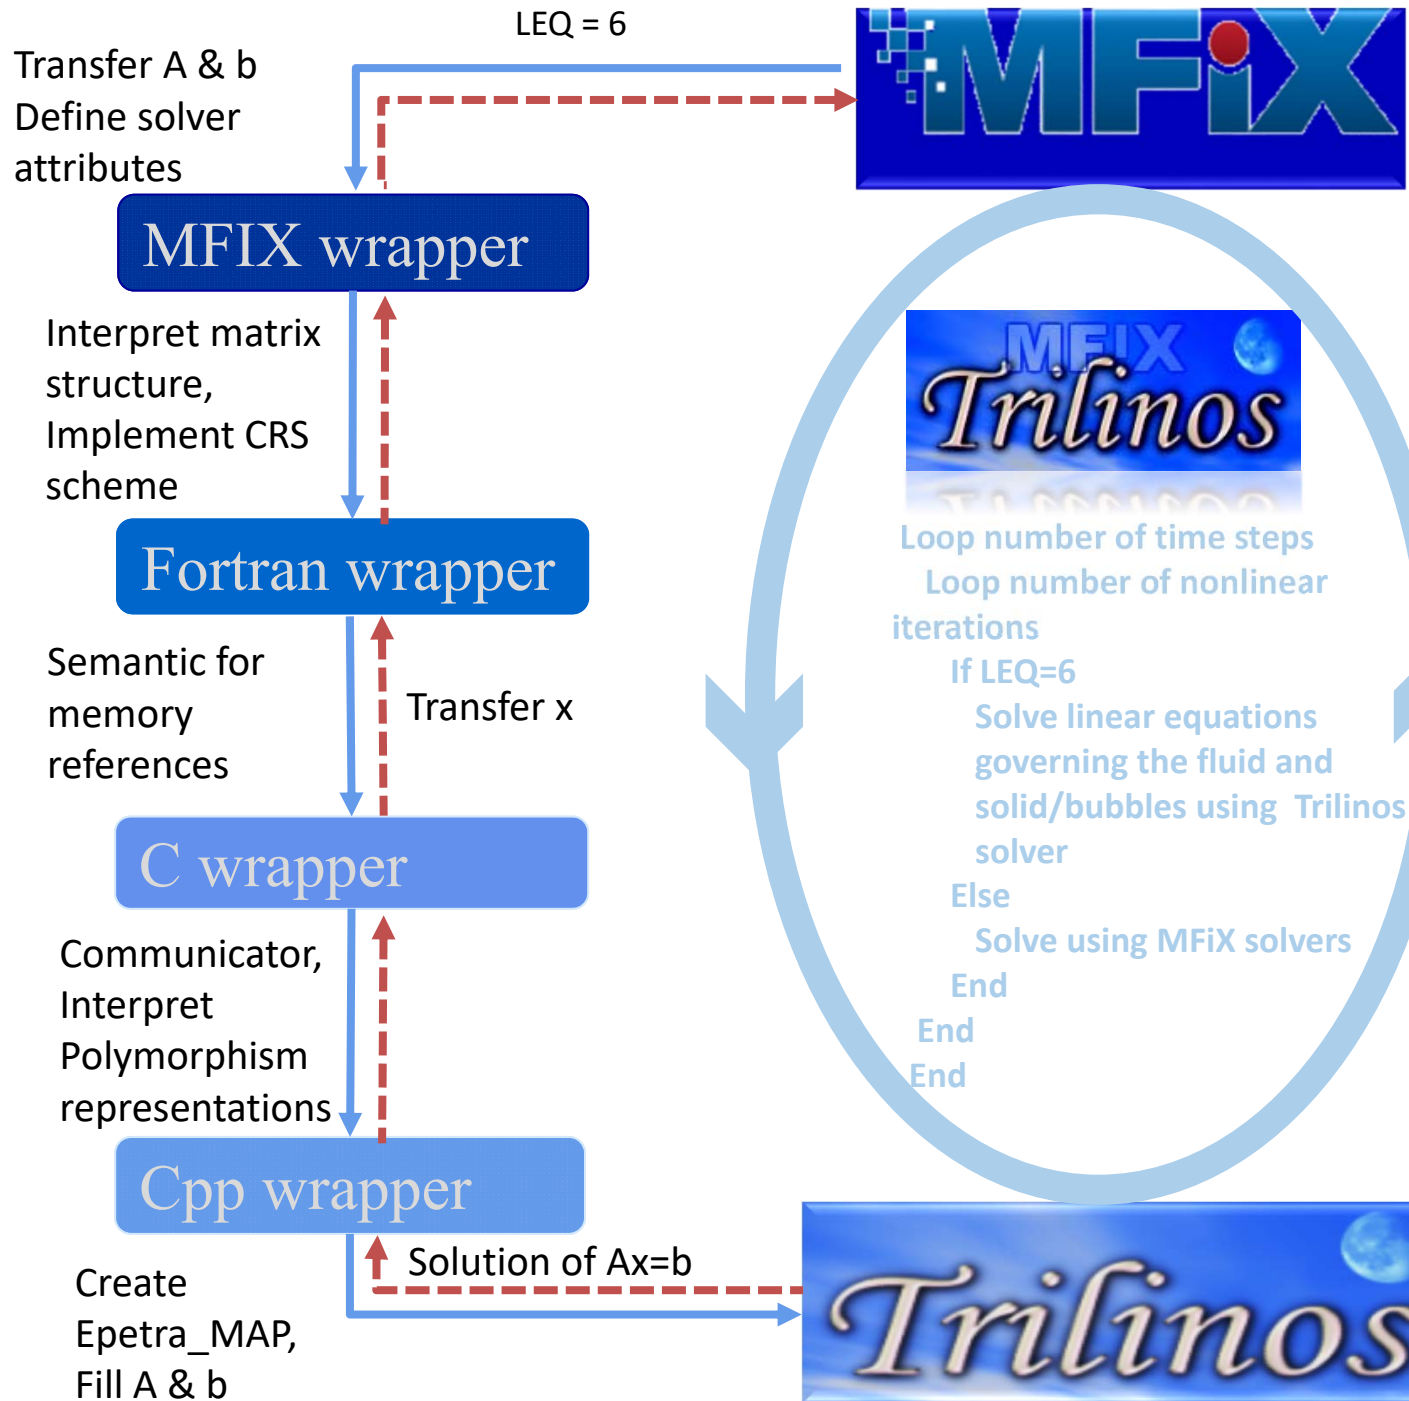 LEQ = 6
MFiX
Transfer A & b
Define solver
attributes
MFIX wrapper
Interpret matrix
structure,
Implement CRS
scheme
Fortran wrapper
Semantic for
memory
references
Transfer x
C wrapper
Communicator,
Interpret
Polymorphism
representations
Cpp wrapper
Solution of Ax=b
Create
Epetra_MAP,
Fill A & b
MFIX
Trilinos
Loop number of time steps
Loop number of nonlinear
iterations
If LEQ=6
Solve linear equations
governing the fluid and
solid/bubbles using Trilinos
solver
Else
Solve using MFiX solvers
End
End
End
Trilinos